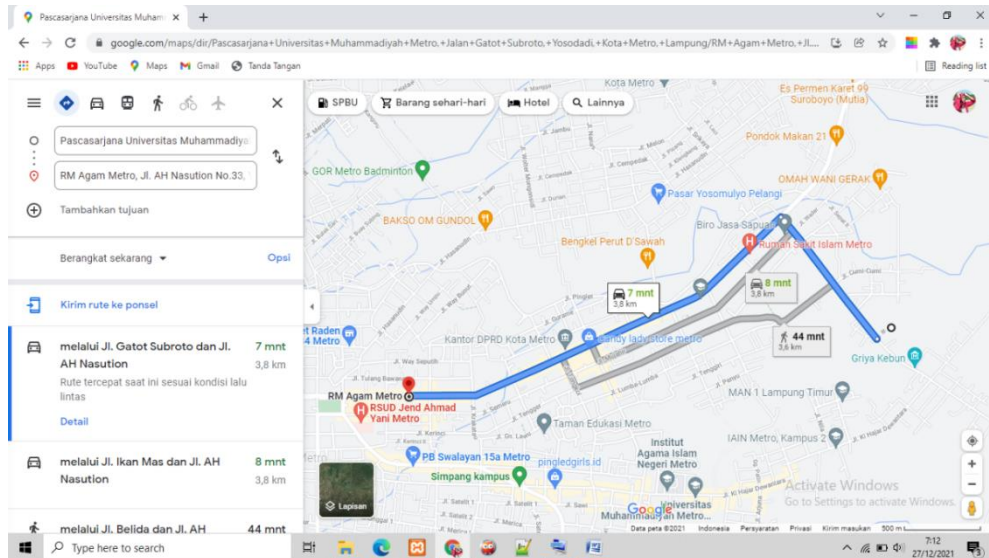 Pascasarjana Universitas Muham
google.com/maps/dir/Pascasarjana+Universitas+Muhammadiyah+Metro,+Jalan+Gatot+Subroto,+Yosodadi,+Kota+Metro,+Lampung/RM+Agam+Metro,+Jl....
Apps YouTube Maps Gmail Tanda Tangan Reading list
Pascasarjana Universitas Muhammadiya
RM Agam Metro, Jl. AH Nasution No.33,
Tambahkan tujuan
Berangkat sekarang Opsi
Kirim rute ke ponsel
melalui Jl. Gatot Subroto dan Jl. 7 mnt
AH Nasution 3,8 km
Rute tercepat saat ini sesuai kondisi lalu
lintas
Detail
melalui Jl. Ikan Mas dan Jl. AH 8 mnt
Nasution 3,8 km
melalui Jl. Belida dan Jl. AH 44 mnt
SPBU Barang sehari-hari Hotel Lainnya
Kota Metro
Es Permen Karet 99
Suroboyo (Mutia)
Pondok Makan 21
GOR Metro Badminton
OMAH WANI GERAK
Pasar Yosomulyo Pelangi
BAKSO OM GUNDOL
Biro Jasa Sapuan
Rumah Sakit Islam Metro
Bengkel Perut D'Sawah
7 mnt
3,8 km
8 mnt
3,8 km
44 mnt
3,6 km
Kantor DPRD Kota Metro
Griya Kebun
RM Agam Metro
RSUD Jend Ahmad
Yani Metro
MAN 1 Lampung Timur
Taman Edukasi Metro
IAIN Metro, Kampus 2
Institut
Agama Islam
Negeri Metro
PB Swalayan 15a Metro
pingledgirls.id
Simpang kampus
Universitas
Muhammadiyah Metro...
Lapisan
Google
Activate Windows
Go to Settings to activate Windows.
Data peta ©2021 Indonesia Persyaratan Privasi Kirim masukan 500 m
Type here to search
7:12
27/12/2021